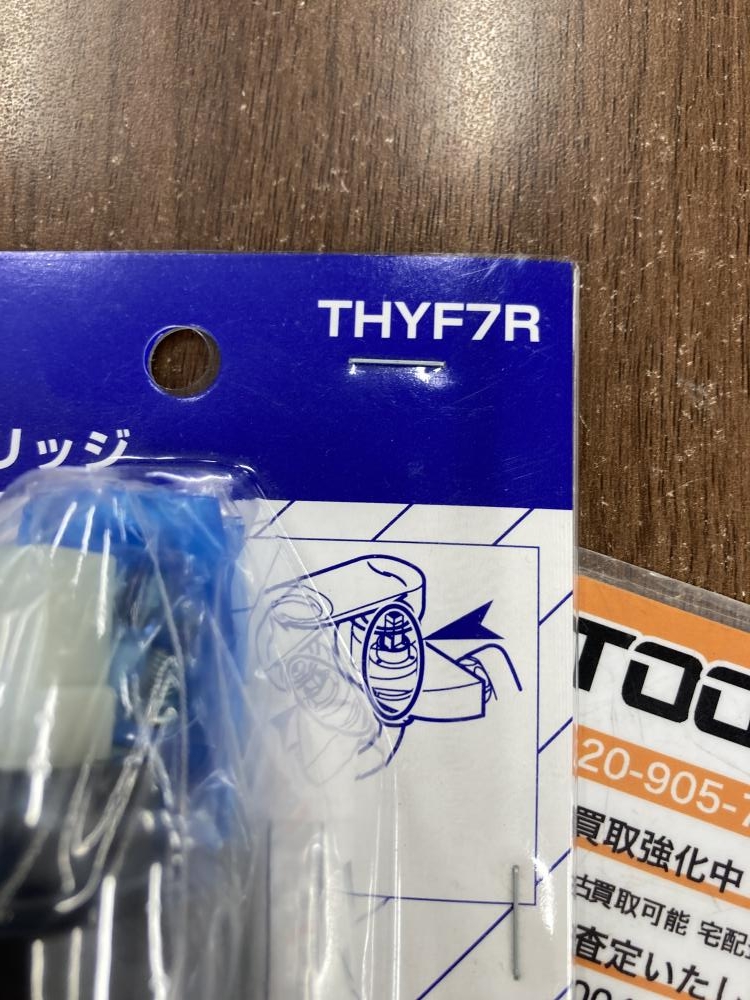 THYF7R
リッジ
TOO
20-905-7
買取強化中
古買取可能 宅配
査定いたし